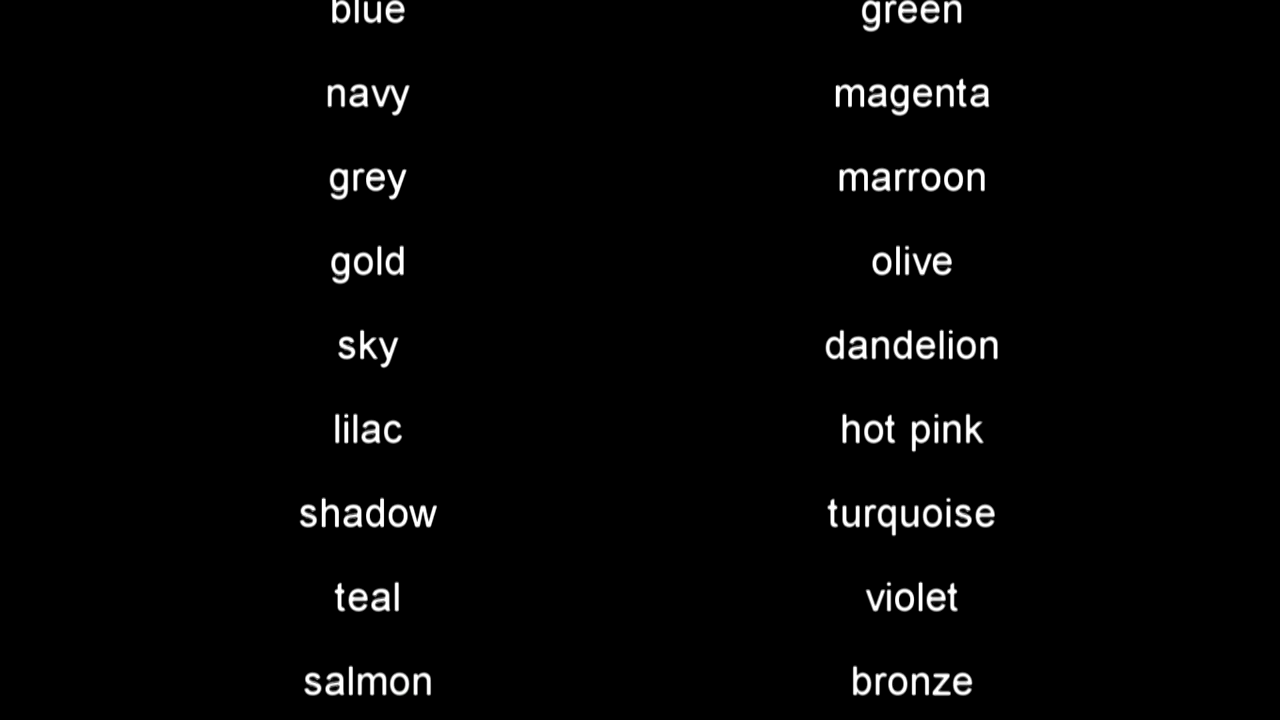 blue green
navy magenta
grey marroon
gold olive
sky dandelion
lilac hot pink
shadow turquoise
teal violet
salmon bronze